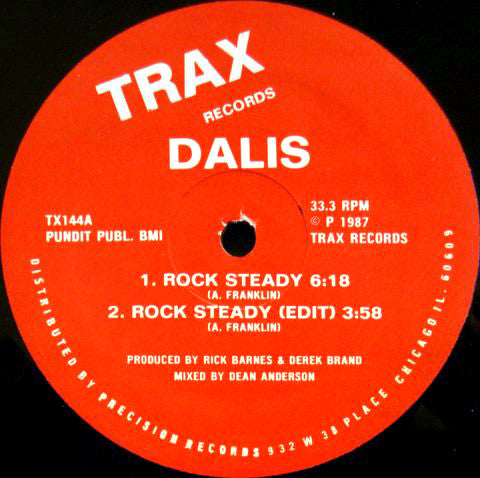 TRAX
RECORDS
DALIS
TX144A
PUNDIT PUBL. BMI
33.3 RPM
© P 1987
TRAX RECORDS
1. ROCK STEADY 6:18
(A. FRANKLIN)
2. ROCK STEADY (EDIT) 3:58
(A. FRANKLIN)
PRODUCED BY RICK BARNES & DEREK BRAND
MIXED BY DEAN ANDERSON
DISTRIBUTED BY PRECISION RECORDS 932 W 38 PLACE CHICAGO IL. 60609